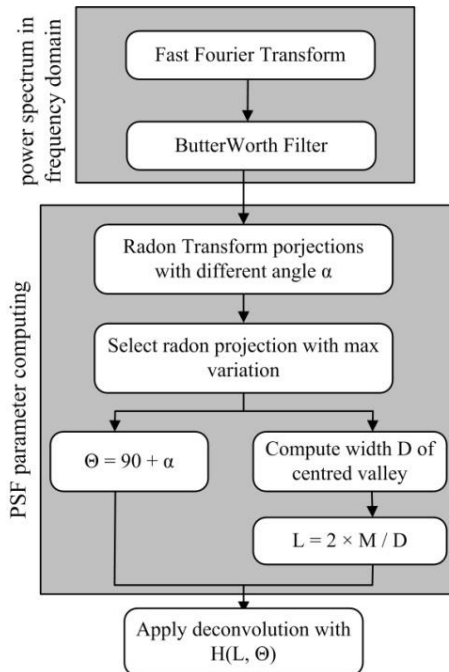 power spectrum in
frequency domain
Fast Fourier Transform
ButterWorth Filter
PSF parameter computing
Radon Transform porjections
with different angle α
Select radon projection with max
variation
Θ = 90 + α
Compute width D of
centred valley
L = 2 × M / D
Apply deconvolution with
H(L, Θ)